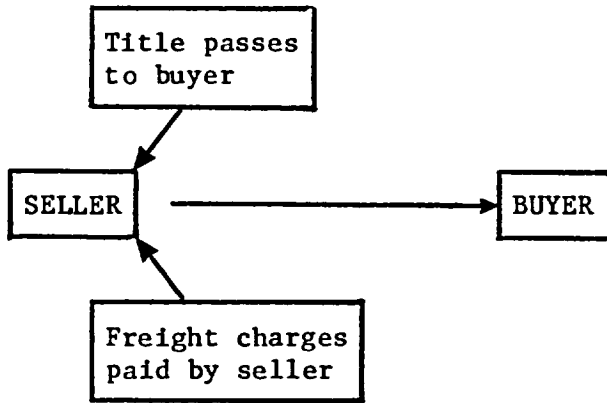 Title passes
to buyer
SELLER
BUYER
Freight charges
paid by seller